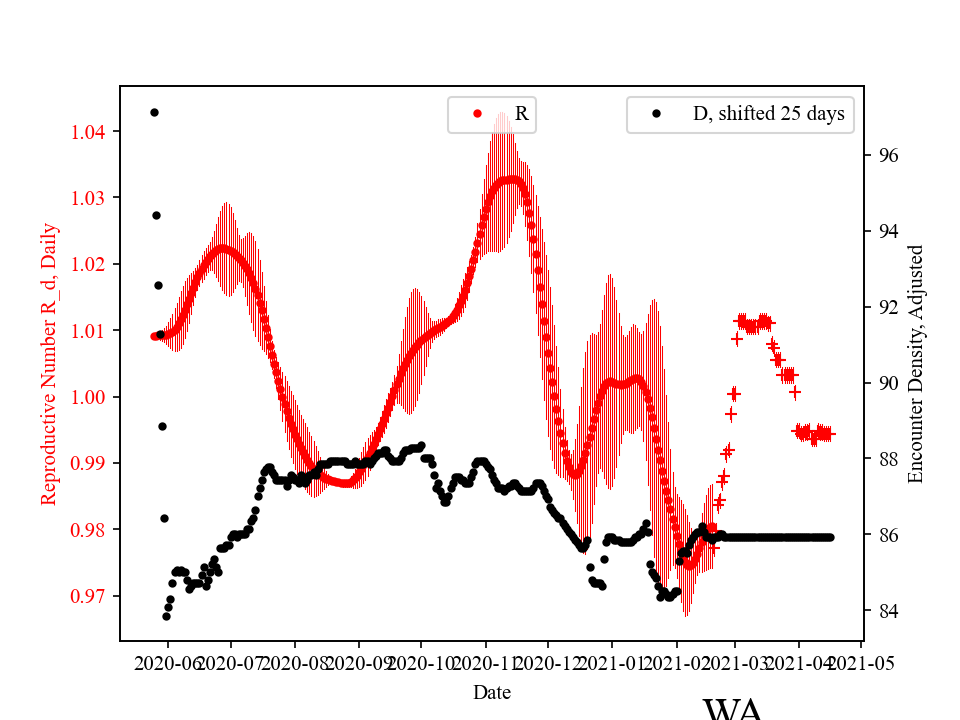 R
D, shifted 25 days
1.04
1.03
1.02
1.01
1.00
0.99
0.98
0.97
Reproductive Number R_d, Daily
96
94
92
90
88
86
84
Encounter Density, Adjusted
2020-06 2020-07 2020-08 2020-09 2020-10 2020-11 2020-12 2021-01 2021-02 2021-03 2021-04 2021-05
Date
WA